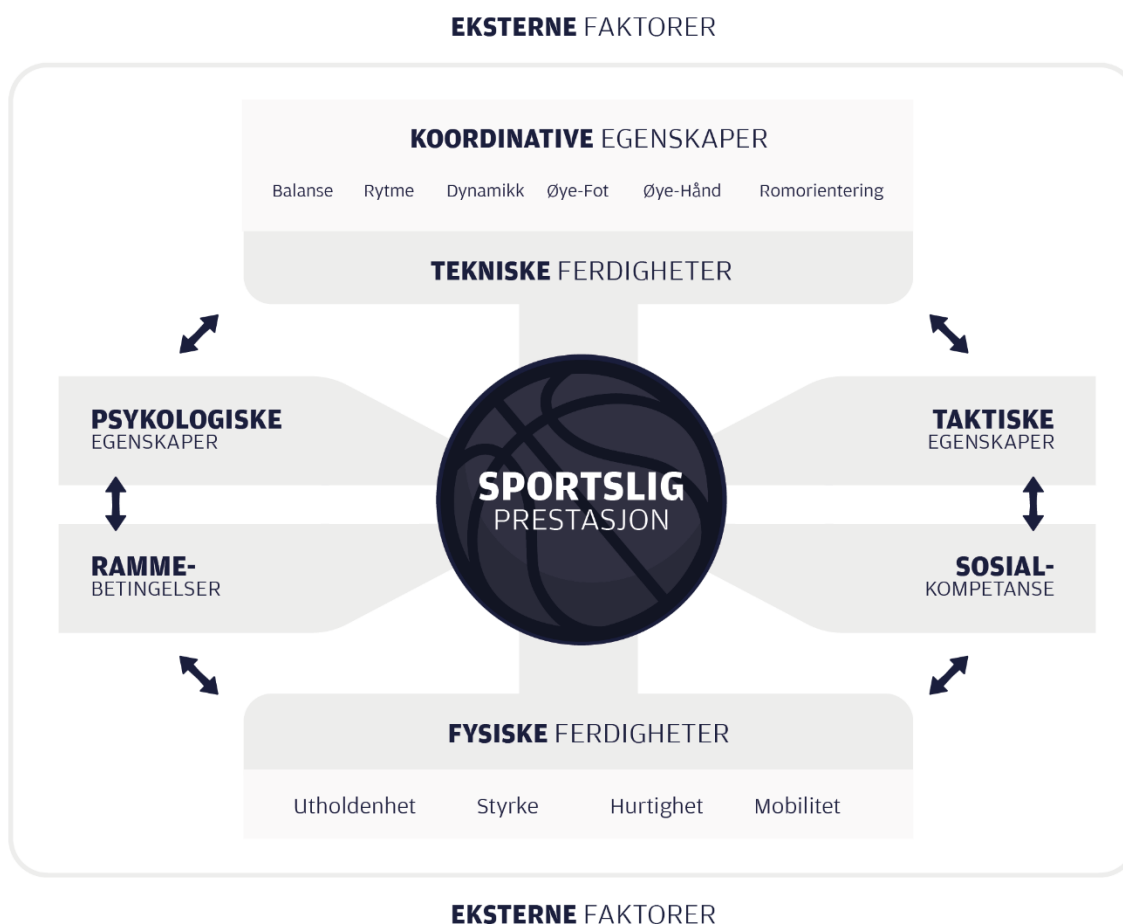 EKSTERNE FAKTORER
KOORDINATIVE EGENSKAPER
Balanse Rytme Dynamikk Øye-Fot Øye-Hånd Romorientering
TEKNISKE FERDIGHETER
PSYKOLOGISKE
EGENSKAPER
TAKTISKE
EGENSKAPER
SPORTSLIG
PRESTASJON
RAMME-
BETINGELSER
SOSIAL-
KOMPETANSE
FYSISKE FERDIGHETER
Utholdenhet Styrke Hurtighet Mobilitet
EKSTERNE FAKTORER